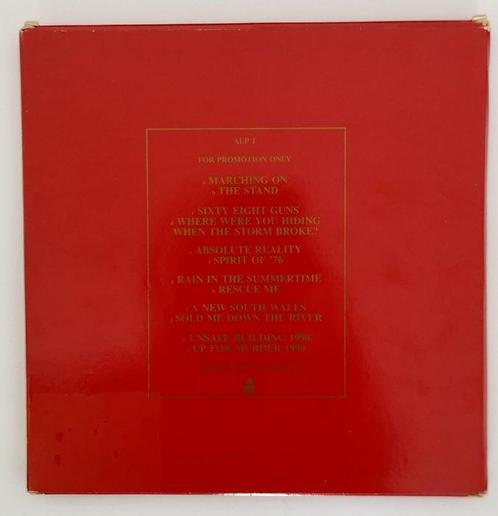 ALP 1
FOR PROMOTION ONLY
MARCHING ON
THE STAND
SIXTY EIGHT GUNS
WHERE WERE YOU HIDING
WHEN THE STORM BROKE?
ABSOLUTE REALITY
SPIRIT OF '76
RAIN IN THE SUMMERTIME
RESCUE ME
A NEW SOUTH WALES
SOLD ME DOWN THE RIVER
UNSAFE BUILDING 1990
UP FOR MURDER 1990